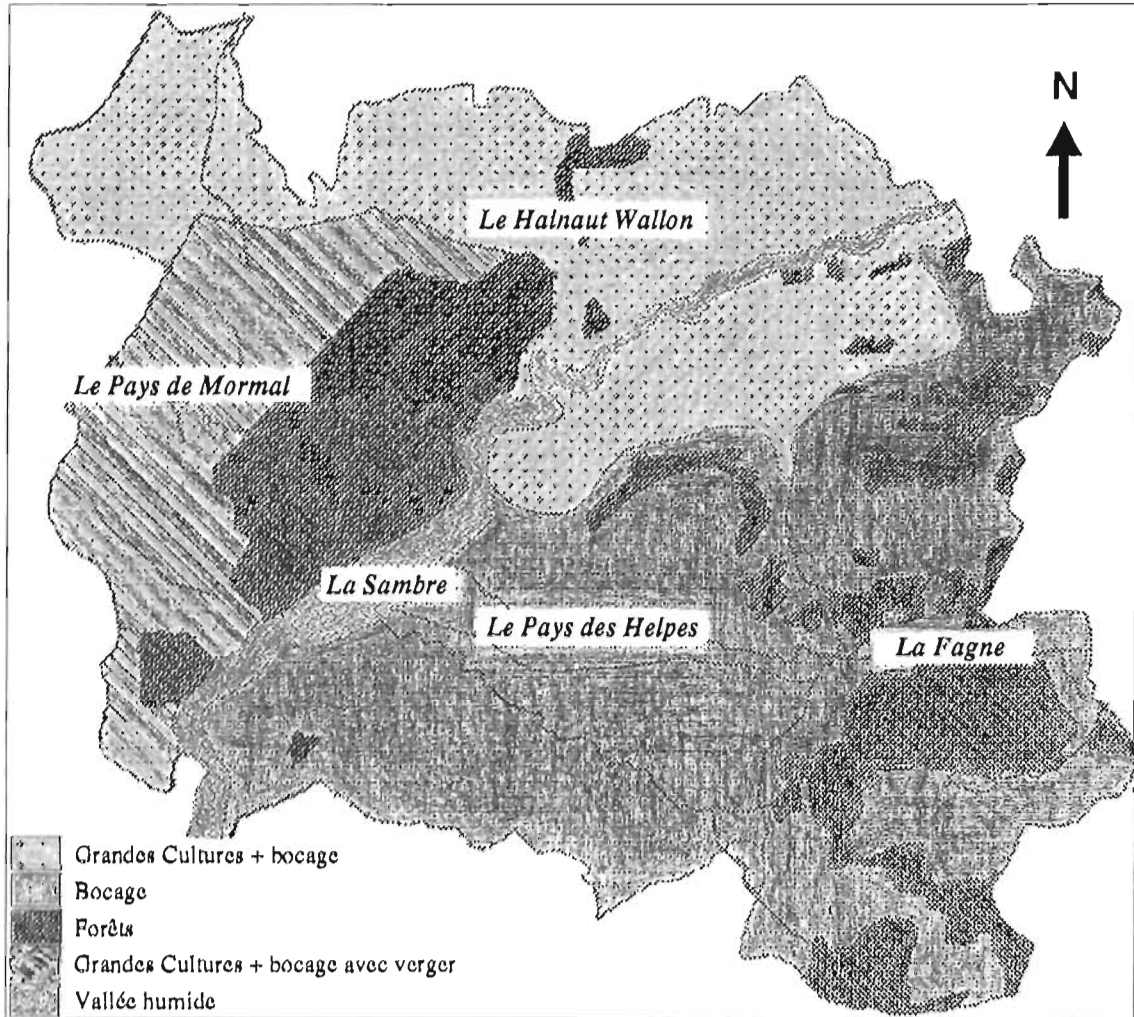 N
Le Hainaut Wallon
Le Pays de Mormal
La Sambre
Le Pays des Helpes
La Fagne
Grandes Cultures + bocage
Bocage
Forêts
Grandes Cultures + bocage avec verger
Vallée humide